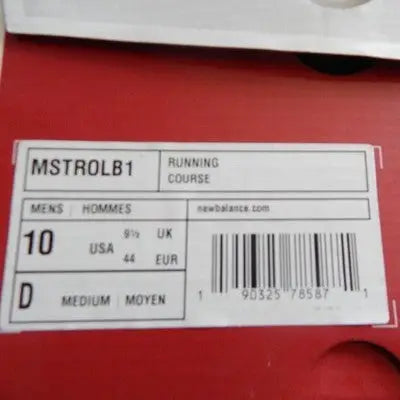 MSTROLB1
RUNNING
COURSE
MENS | HOMMES
newbalance.com
10 USA 9½ UK
44 EUR
D MEDIUM | MOYEN
1 90325 78587 1